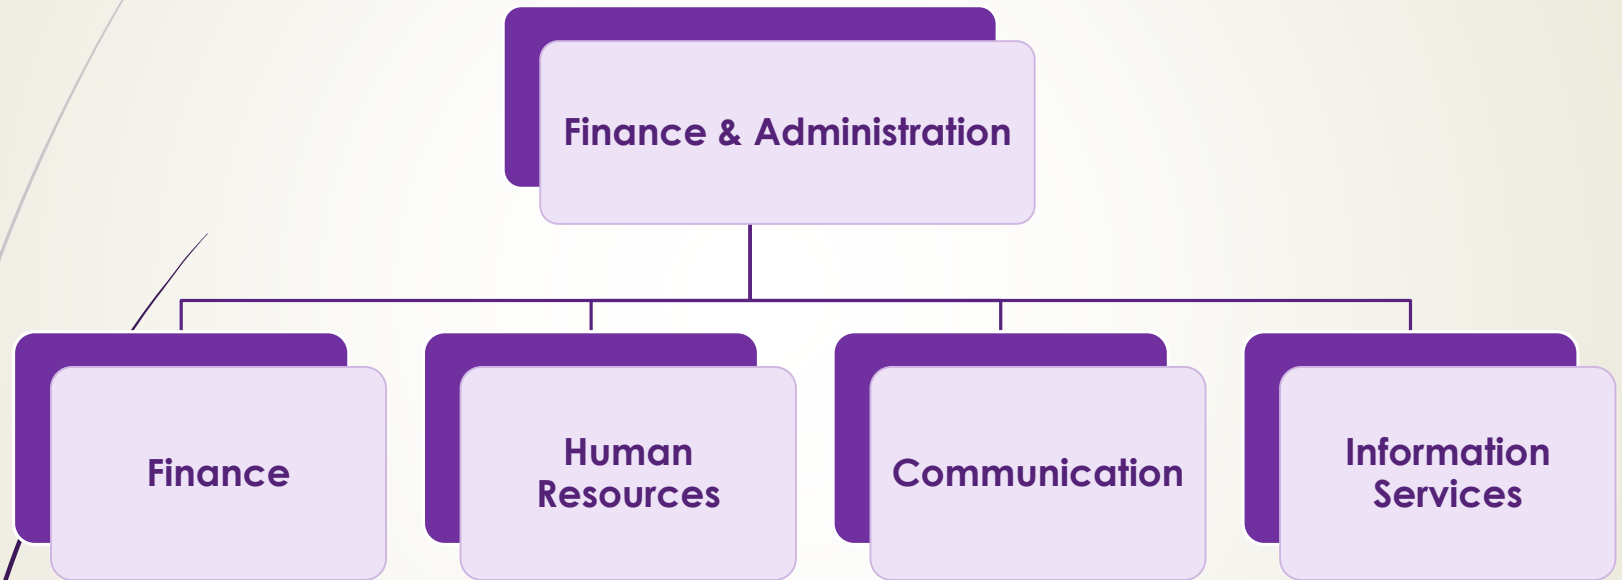 Finance & Administration
Finance
Human
Resources
Communication
Information
Services